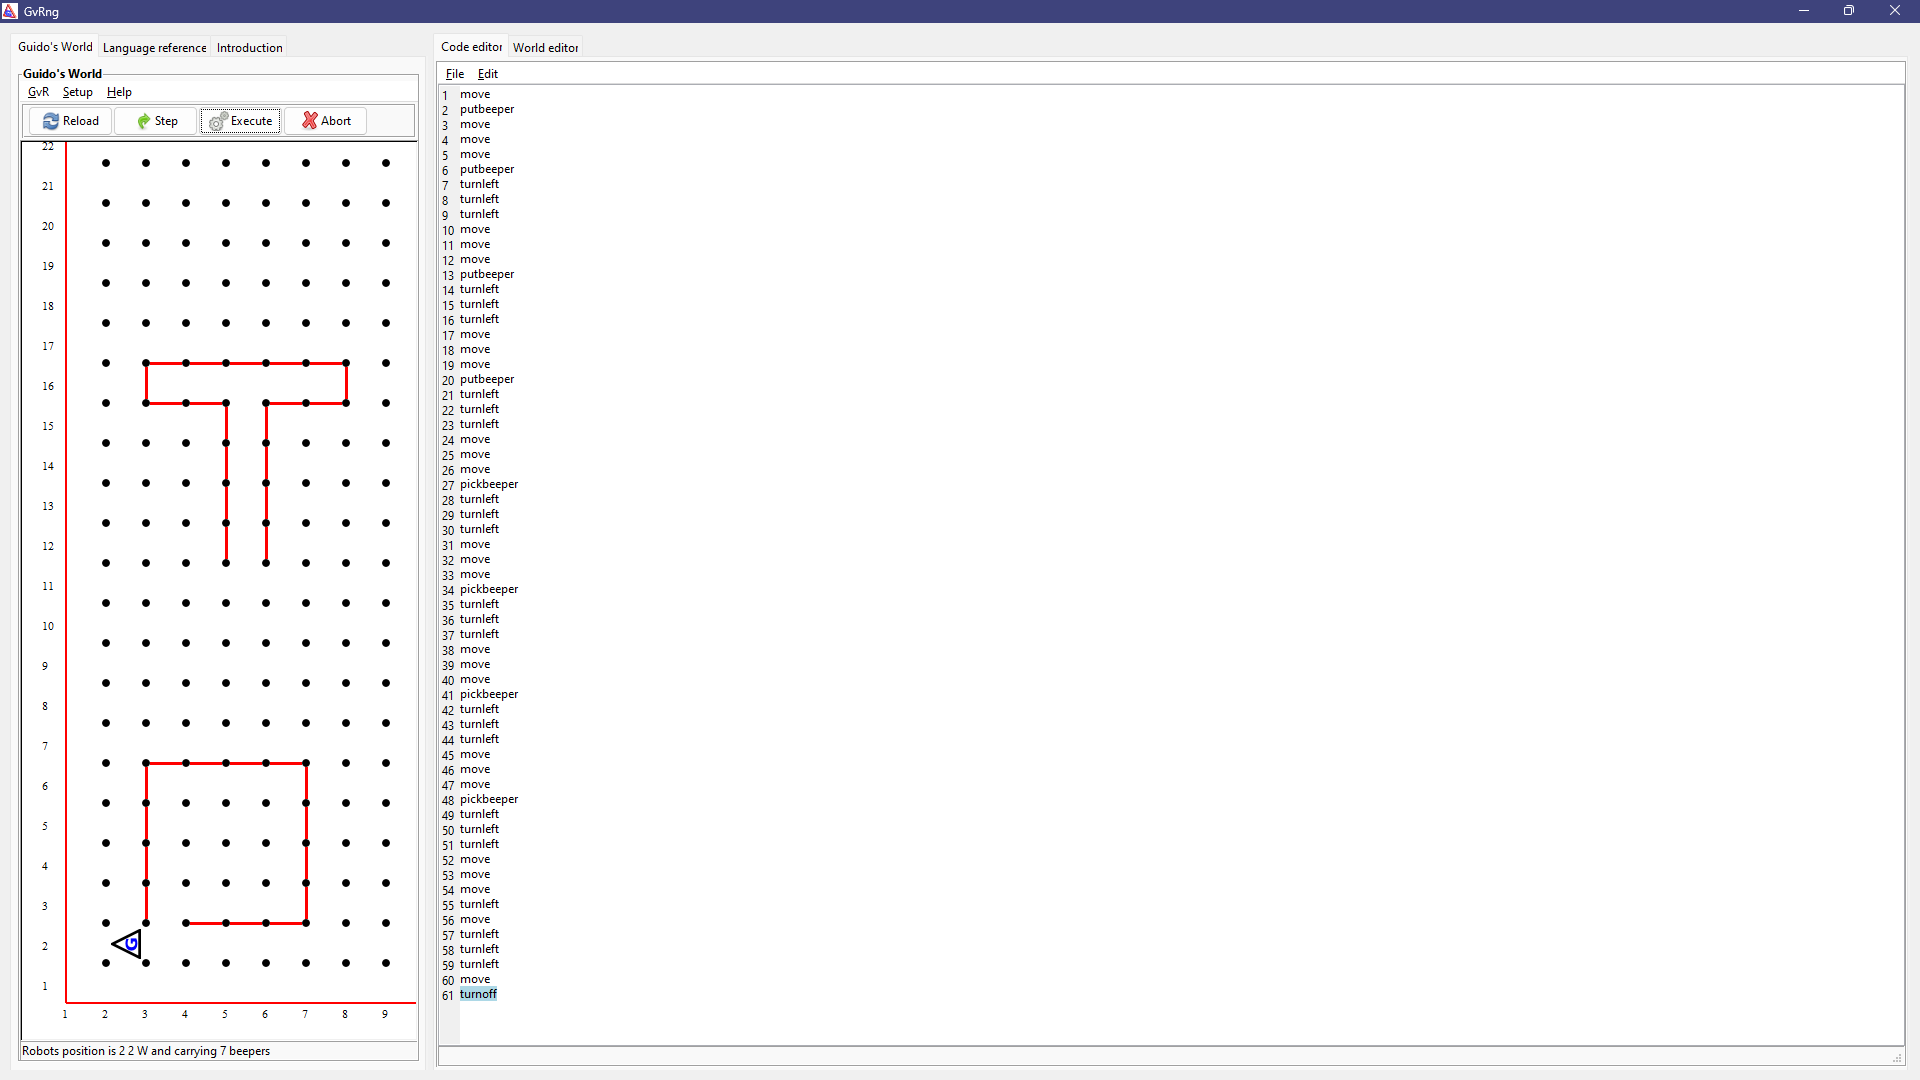 GvRng
Guido's World Language reference Introduction
Guido's World
GvR Setup Help
Reload Step Execute Abort
22
21
20
19
18
17
16
15
14
13
12
11
10
9
8
7
6
5
4
3
2
1
G
1 2 3 4 5 6 7 8 9
Robots position is 2 2 W and carrying 7 beepers
Code editor World editor
File Edit
1 move
2 putbeeper
3 move
4 move
5 move
6 putbeeper
7 turnleft
8 turnleft
9 turnleft
10 move
11 move
12 move
13 putbeeper
14 turnleft
15 turnleft
16 turnleft
17 move
18 move
19 move
20 putbeeper
21 turnleft
22 turnleft
23 turnleft
24 move
25 move
26 move
27 pickbeeper
28 turnleft
29 turnleft
30 turnleft
31 move
32 move
33 move
34 pickbeeper
35 turnleft
36 turnleft
37 turnleft
38 move
39 move
40 move
41 pickbeeper
42 turnleft
43 turnleft
44 turnleft
45 move
46 move
47 move
48 pickbeeper
49 turnleft
50 turnleft
51 turnleft
52 move
53 move
54 move
55 turnleft
56 move
57 turnleft
58 turnleft
59 turnleft
60 move
61 turnoff